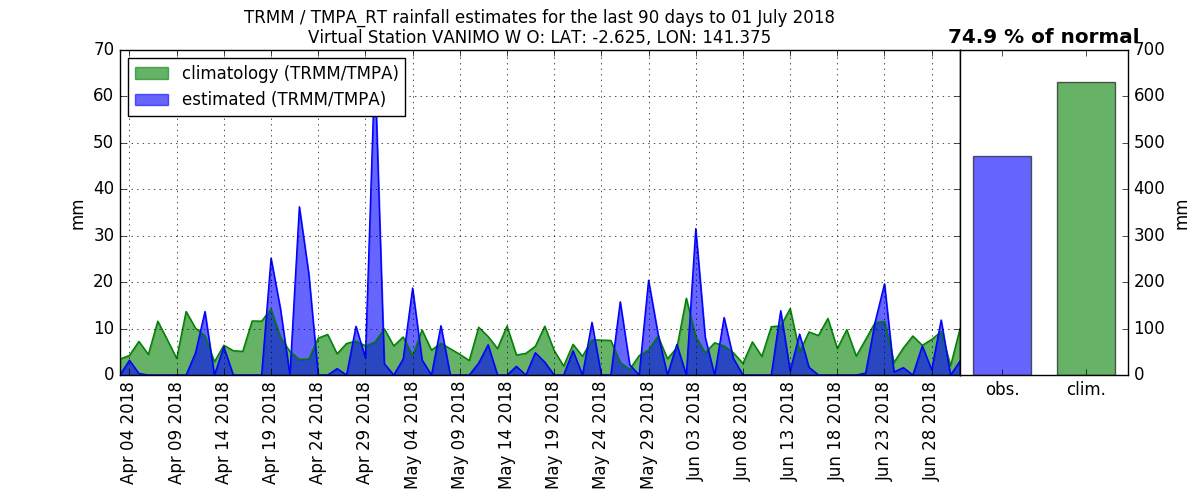 TRMM / TMPA_RT rainfall estimates for the last 90 days to 01 July 2018
Virtual Station VANIMO W O: LAT: -2.625, LON: 141.375
74.9 % of normal
climatology (TRMM/TMPA)
estimated (TRMM/TMPA)
mm
70
60
50
40
30
20
10
0
Apr 04 2018
Apr 09 2018
Apr 14 2018
Apr 19 2018
Apr 24 2018
Apr 29 2018
May 04 2018
May 09 2018
May 14 2018
May 19 2018
May 24 2018
May 29 2018
Jun 03 2018
Jun 08 2018
Jun 13 2018
Jun 18 2018
Jun 23 2018
Jun 28 2018
obs.
clim.
700
600
500
400
300
200
100
0
mm